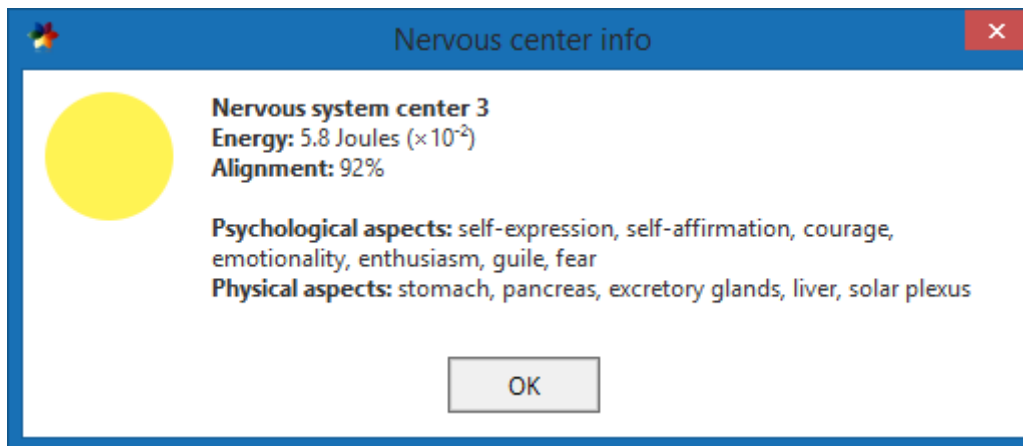 Nervous center info
Nervous system center 3
Energy: 5.8 Joules (×10⁻²)
Alignment: 92%
Psychological aspects: self-expression, self-affirmation, courage,
emotionality, enthusiasm, guile, fear
Physical aspects: stomach, pancreas, excretory glands, liver, solar plexus
OK